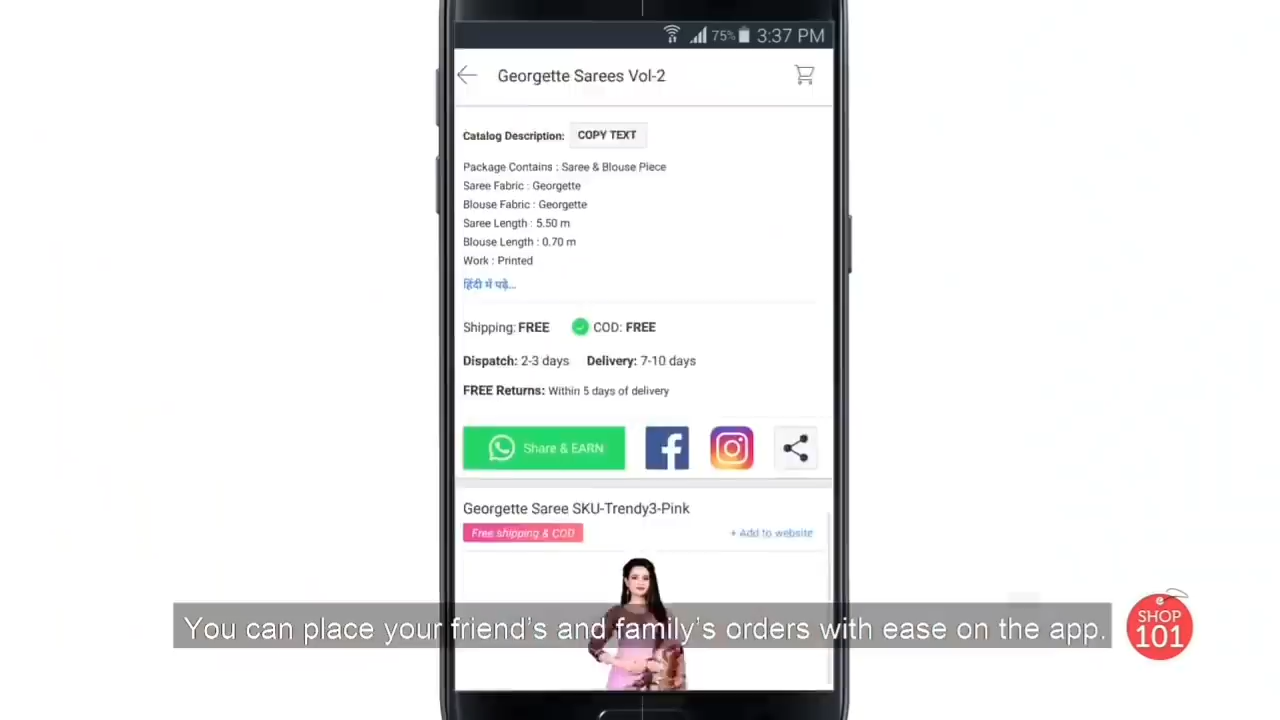 75% 3:37 PM
Georgette Sarees Vol-2
Catalog Description: COPY TEXT
Package Contains : Saree & Blouse Piece
Saree Fabric : Georgette
Blouse Fabric : Georgette
Saree Length : 5.50 m
Blouse Length : 0.70 m
Work : Printed
हिंदी में पढ़ें...
Shipping: FREE COD: FREE
Dispatch: 2-3 days Delivery: 7-10 days
FREE Returns: Within 5 days of delivery
Share & EARN
Georgette Saree SKU-Trendy3-Pink
Free shipping & COD + Add to website
You can place your friend's and family's orders with ease on the app.
SHOP
101